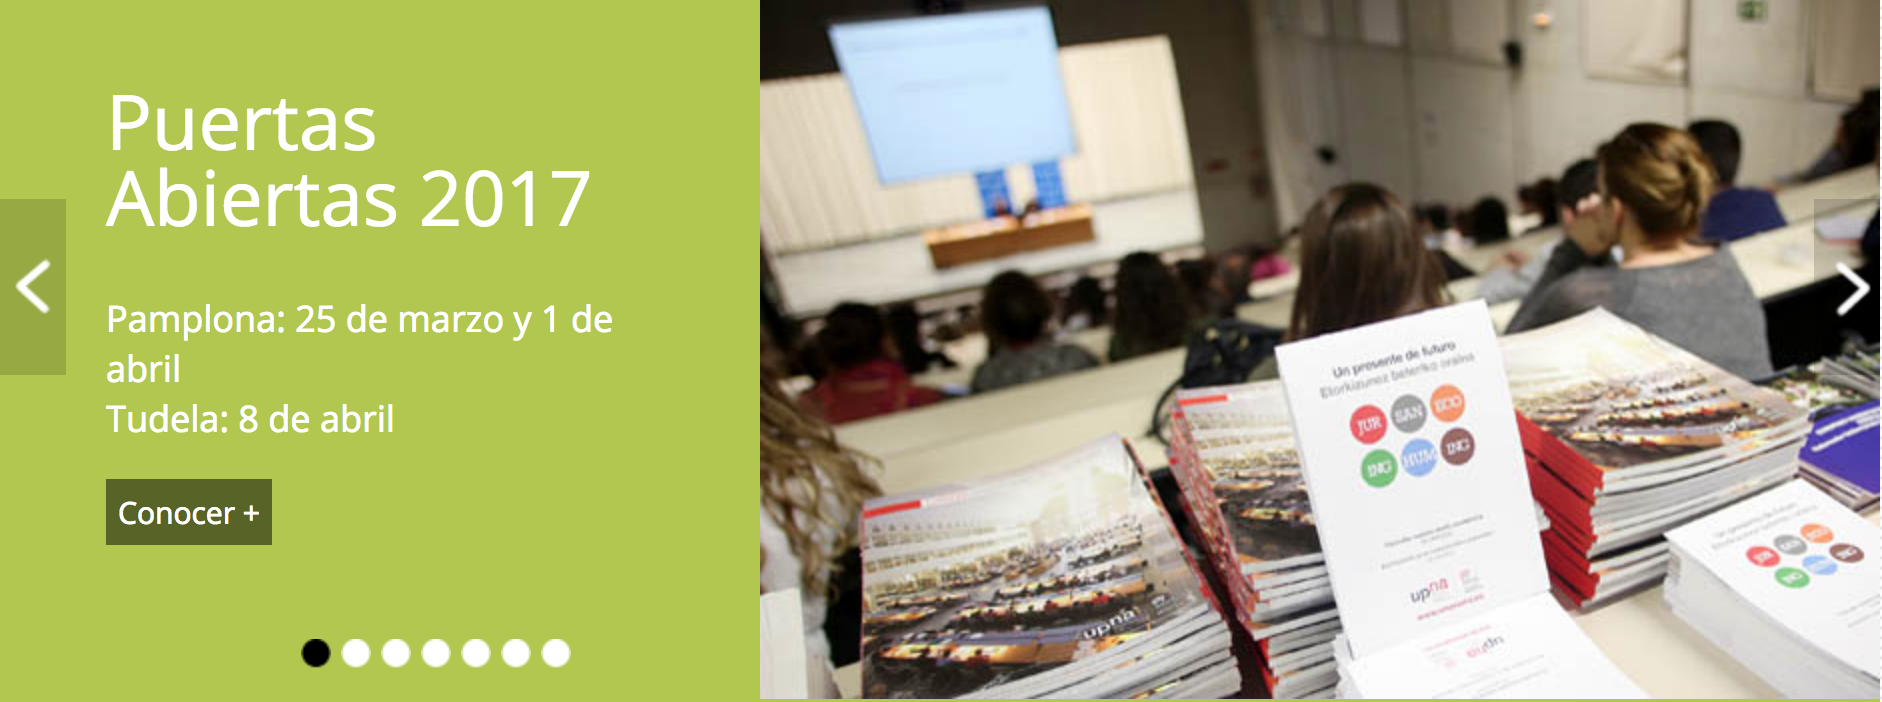 Puertas
Abiertas 2017
Pamplona: 25 de marzo y 1 de
abril
Tudela: 8 de abril
Conocer +
Un presente de futuro
Etorkizunez beteriko oraina
JUR SAN ECO
ING HUM ING
upna
upna